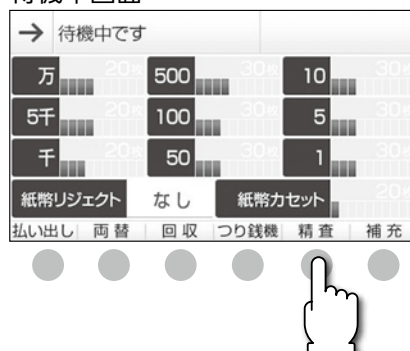 待機中画面
→ 待機中です
万 20枚 500 30枚 10 30枚
5千 20枚 100 30枚 5 30枚
千 20枚 50 30枚 1 30枚
紙幣リジェクト なし 紙幣カセット 20
払い出し 両替 回収 つり銭機 精査 補充